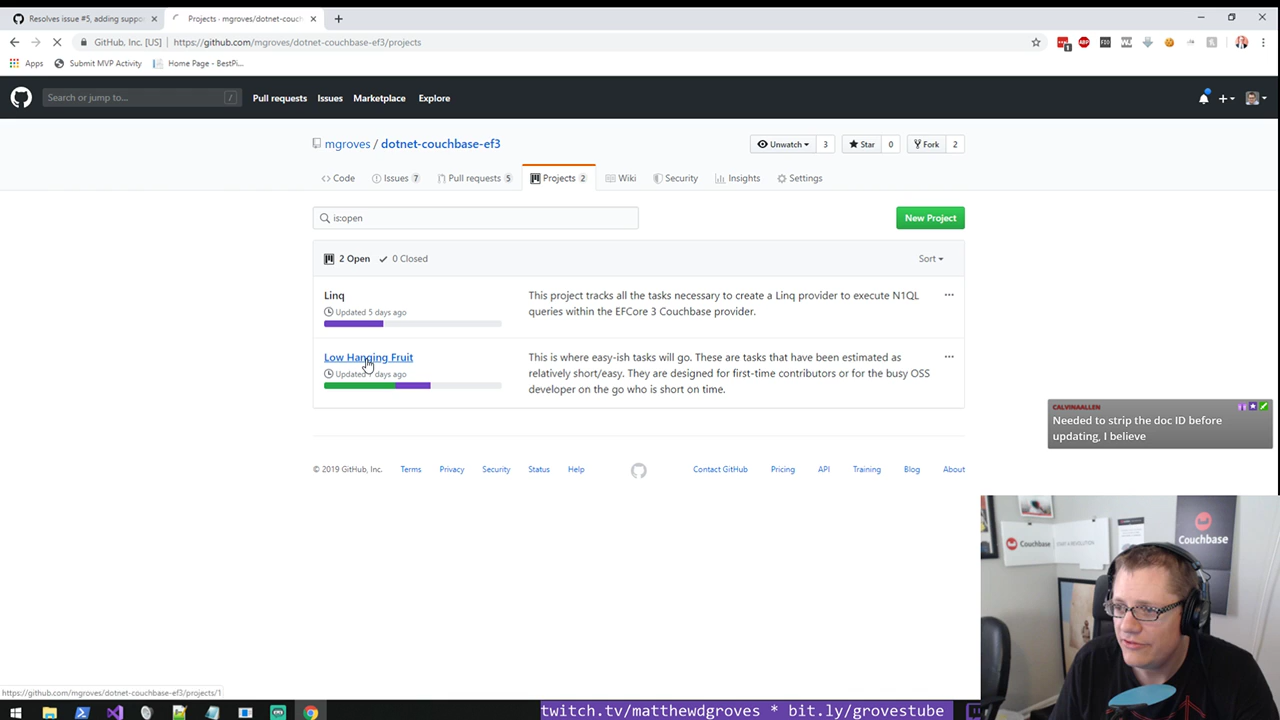 Resolves issue #5, adding suppor
Projects · mgroves/dotnet-couchb
GitHub, Inc. [US]
https://github.com/mgroves/dotnet-couchbase-ef3/projects
Apps
Submit MVP Activity
Home Page - BestPi...
Search or jump to...
/
Pull requests
Issues
Marketplace
Explore
mgroves / dotnet-couchbase-ef3
Unwatch
3
Star
0
Fork
2
<> Code
Issues 7
Pull requests 5
Projects 2
Wiki
Security
Insights
Settings
is:open
New Project
2 Open
0 Closed
Sort
Linq
Updated 5 days ago
This project tracks all the tasks necessary to create a Linq provider to execute N1QL
queries within the EFCore 3 Couchbase provider.
Low Hanging Fruit
Updated days ago
This is where easy-ish tasks will go. These are tasks that have been estimated as
relatively short/easy. They are designed for first-time contributors or for the busy OSS
developer on the go who is short on time.
CALVINAALLEN
Needed to strip the doc ID before
updating, I believe
© 2019 GitHub, Inc.
Terms
Privacy
Security
Status
Help
Contact GitHub
Pricing
API
Training
Blog
About
Couchbase
Couchbase
https://github.com/mgroves/dotnet-couchbase-ef3/projects/1
twitch.tv/matthewdgroves * bit.ly/grovestube